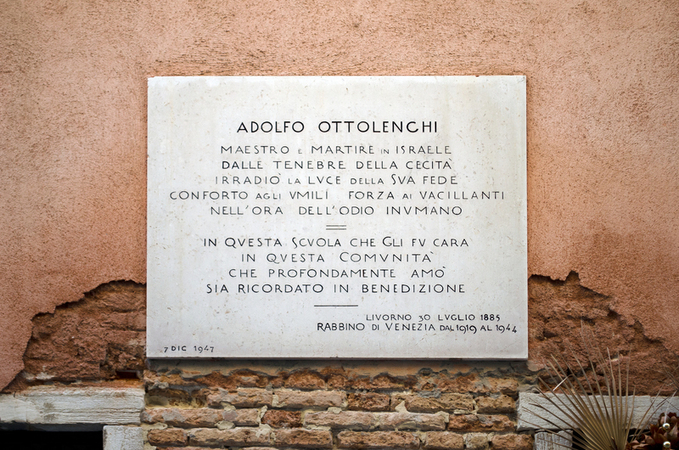 ADOLFO OTTOLENGHI
MAESTRO E MARTIRE IN ISRAELE
DALLE TENEBRE DELLA CECITÀ
IRRADIÒ LA LVCE DELLA SVA FEDE
CONFORTO AGLI VMILI FORZA AI VACILLANTI
NELL'ORA DELL'ODIO INVMANO
IN QVESTA SCVOLA CHE GLI FV CARA
IN QVESTA COMVNITÀ
CHE PROFONDAMENTE AMÒ
SIA RICORDATO IN BENEDIZIONE
LIVORNO 30 LVGLIO 1885
RABBINO DI VENEZIA DAL 1919 AL 1944
7 DIC 1947